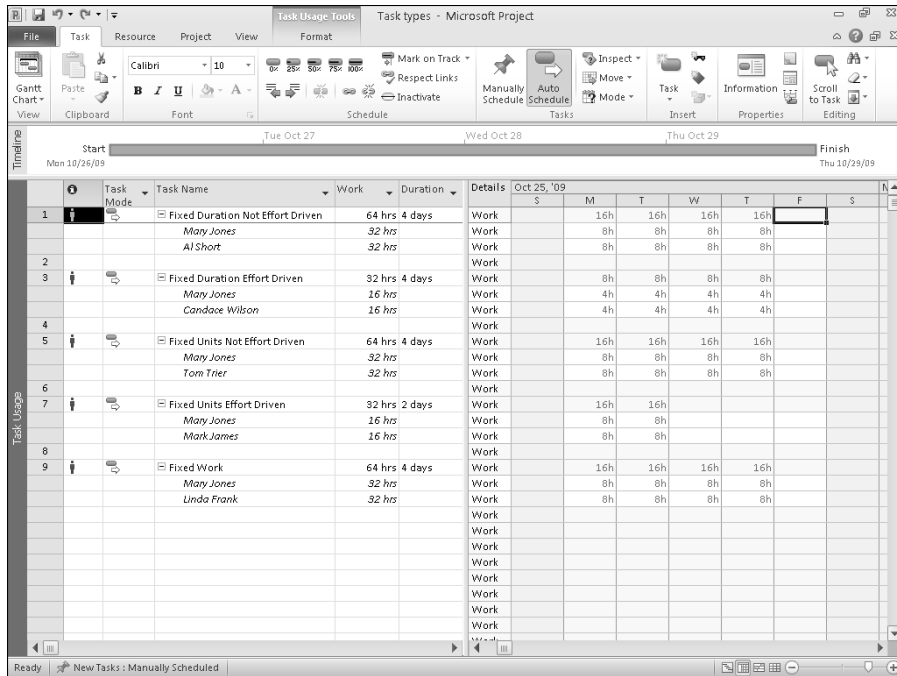 Task Usage Tools Task types - Microsoft Project
File Task Resource Project View Format
Calibri 10 0% 25% 50% 75% 100% Mark on Track Inspect
Paste Respect Links Move
Gantt Chart B I U A Inactivate Manually Schedule Auto Schedule Mode Task Information Scroll to Task
View Clipboard Font Schedule Tasks Insert Properties Editing
Timeline
Tue Oct 27 Wed Oct 28 Thu Oct 29
Start Finish
Mon 10/26/09 Thu 10/29/09
Task Mode Task Name Work Duration Details Oct 25, '09 N
S M T W T F S
1 Fixed Duration Not Effort Driven 64 hrs 4 days Work 16h 16h 16h 16h
Mary Jones 32 hrs Work 8h 8h 8h 8h
Al Short 32 hrs Work 8h 8h 8h 8h
2 Work
3 Fixed Duration Effort Driven 32 hrs 4 days Work 8h 8h 8h 8h
Mary Jones 16 hrs Work 4h 4h 4h 4h
Candace Wilson 16 hrs Work 4h 4h 4h 4h
4 Work
5 Fixed Units Not Effort Driven 64 hrs 4 days Work 16h 16h 16h 16h
Mary Jones 32 hrs Work 8h 8h 8h 8h
Tom Trier 32 hrs Work 8h 8h 8h 8h
6 Work
7 Fixed Units Effort Driven 32 hrs 2 days Work 16h 16h
Mary Jones 16 hrs Work 8h 8h
Mark James 16 hrs Work 8h 8h
8 Work
9 Fixed Work 64 hrs 4 days Work 16h 16h 16h 16h
Mary Jones 32 hrs Work 8h 8h 8h 8h
Linda Frank 32 hrs Work 8h 8h 8h 8h
Work
Work
Work
Work
Work
Work
Work
Work
Task Usage
Ready New Tasks : Manually Scheduled